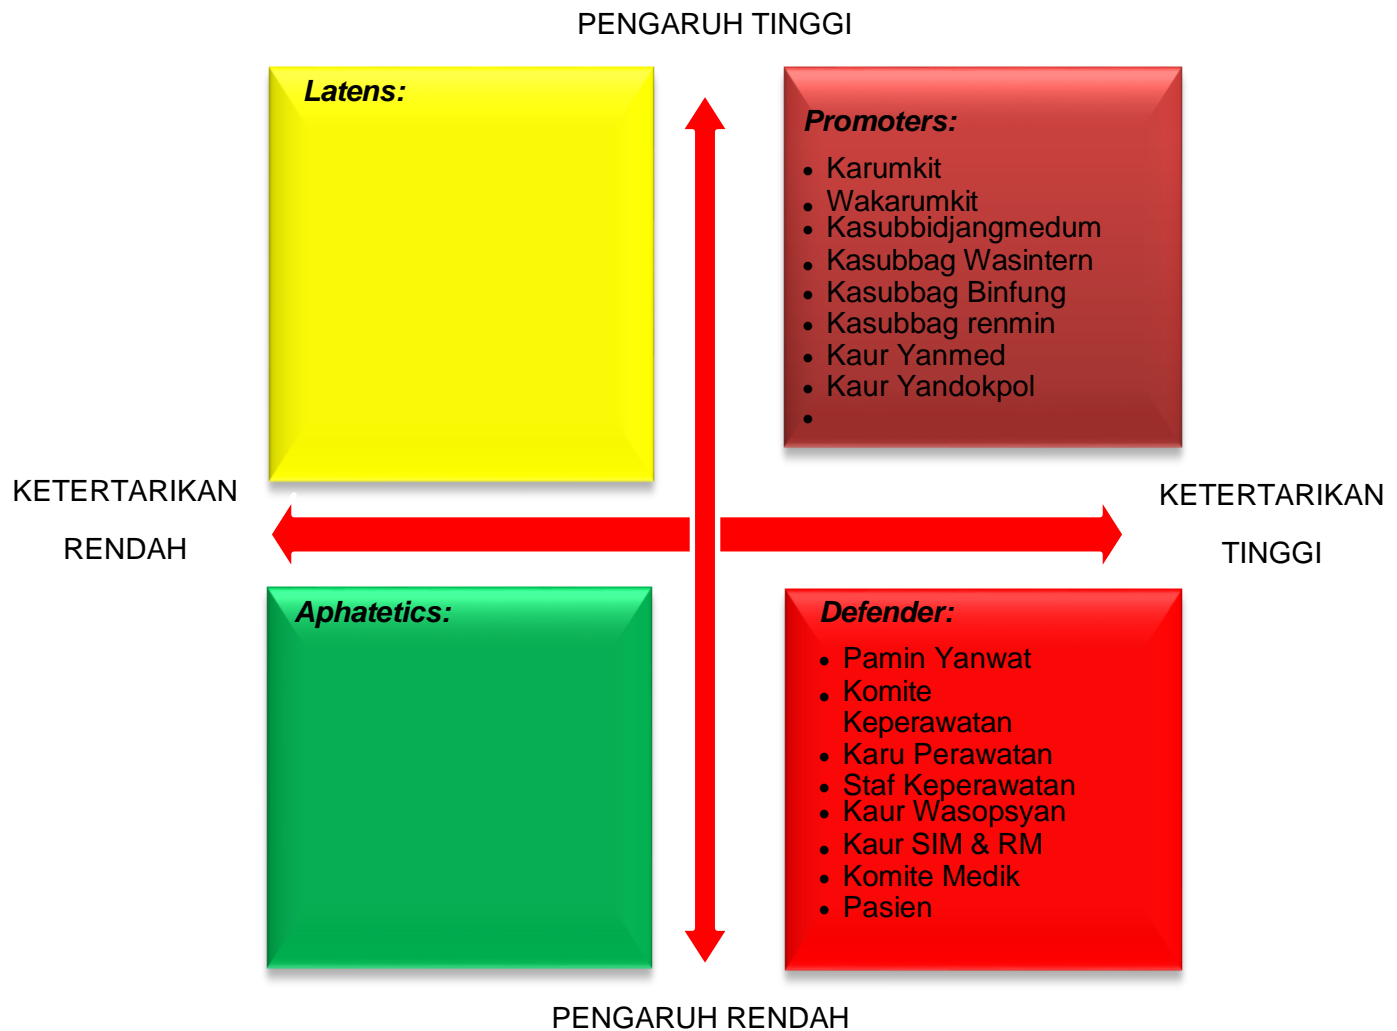 PENGARUH TINGGI
Latens:
Promoters:
• Karumkit
• Wakarumkit
• Kasubbidjangmedum
• Kasubbag Wasintern
• Kasubbag Binfung
• Kasubbag renmin
• Kaur Yanmed
• Kaur Yandokpol
•
KETERTARIKAN
RENDAH
KETERTARIKAN
TINGGI
Aphatetics:
Defender:
• Pamin Yanwat
• Komite
Keperawatan
• Karu Perawatan
• Staf Keperawatan
• Kaur Wasopsyan
• Kaur SIM & RM
• Komite Medik
• Pasien
PENGARUH RENDAH